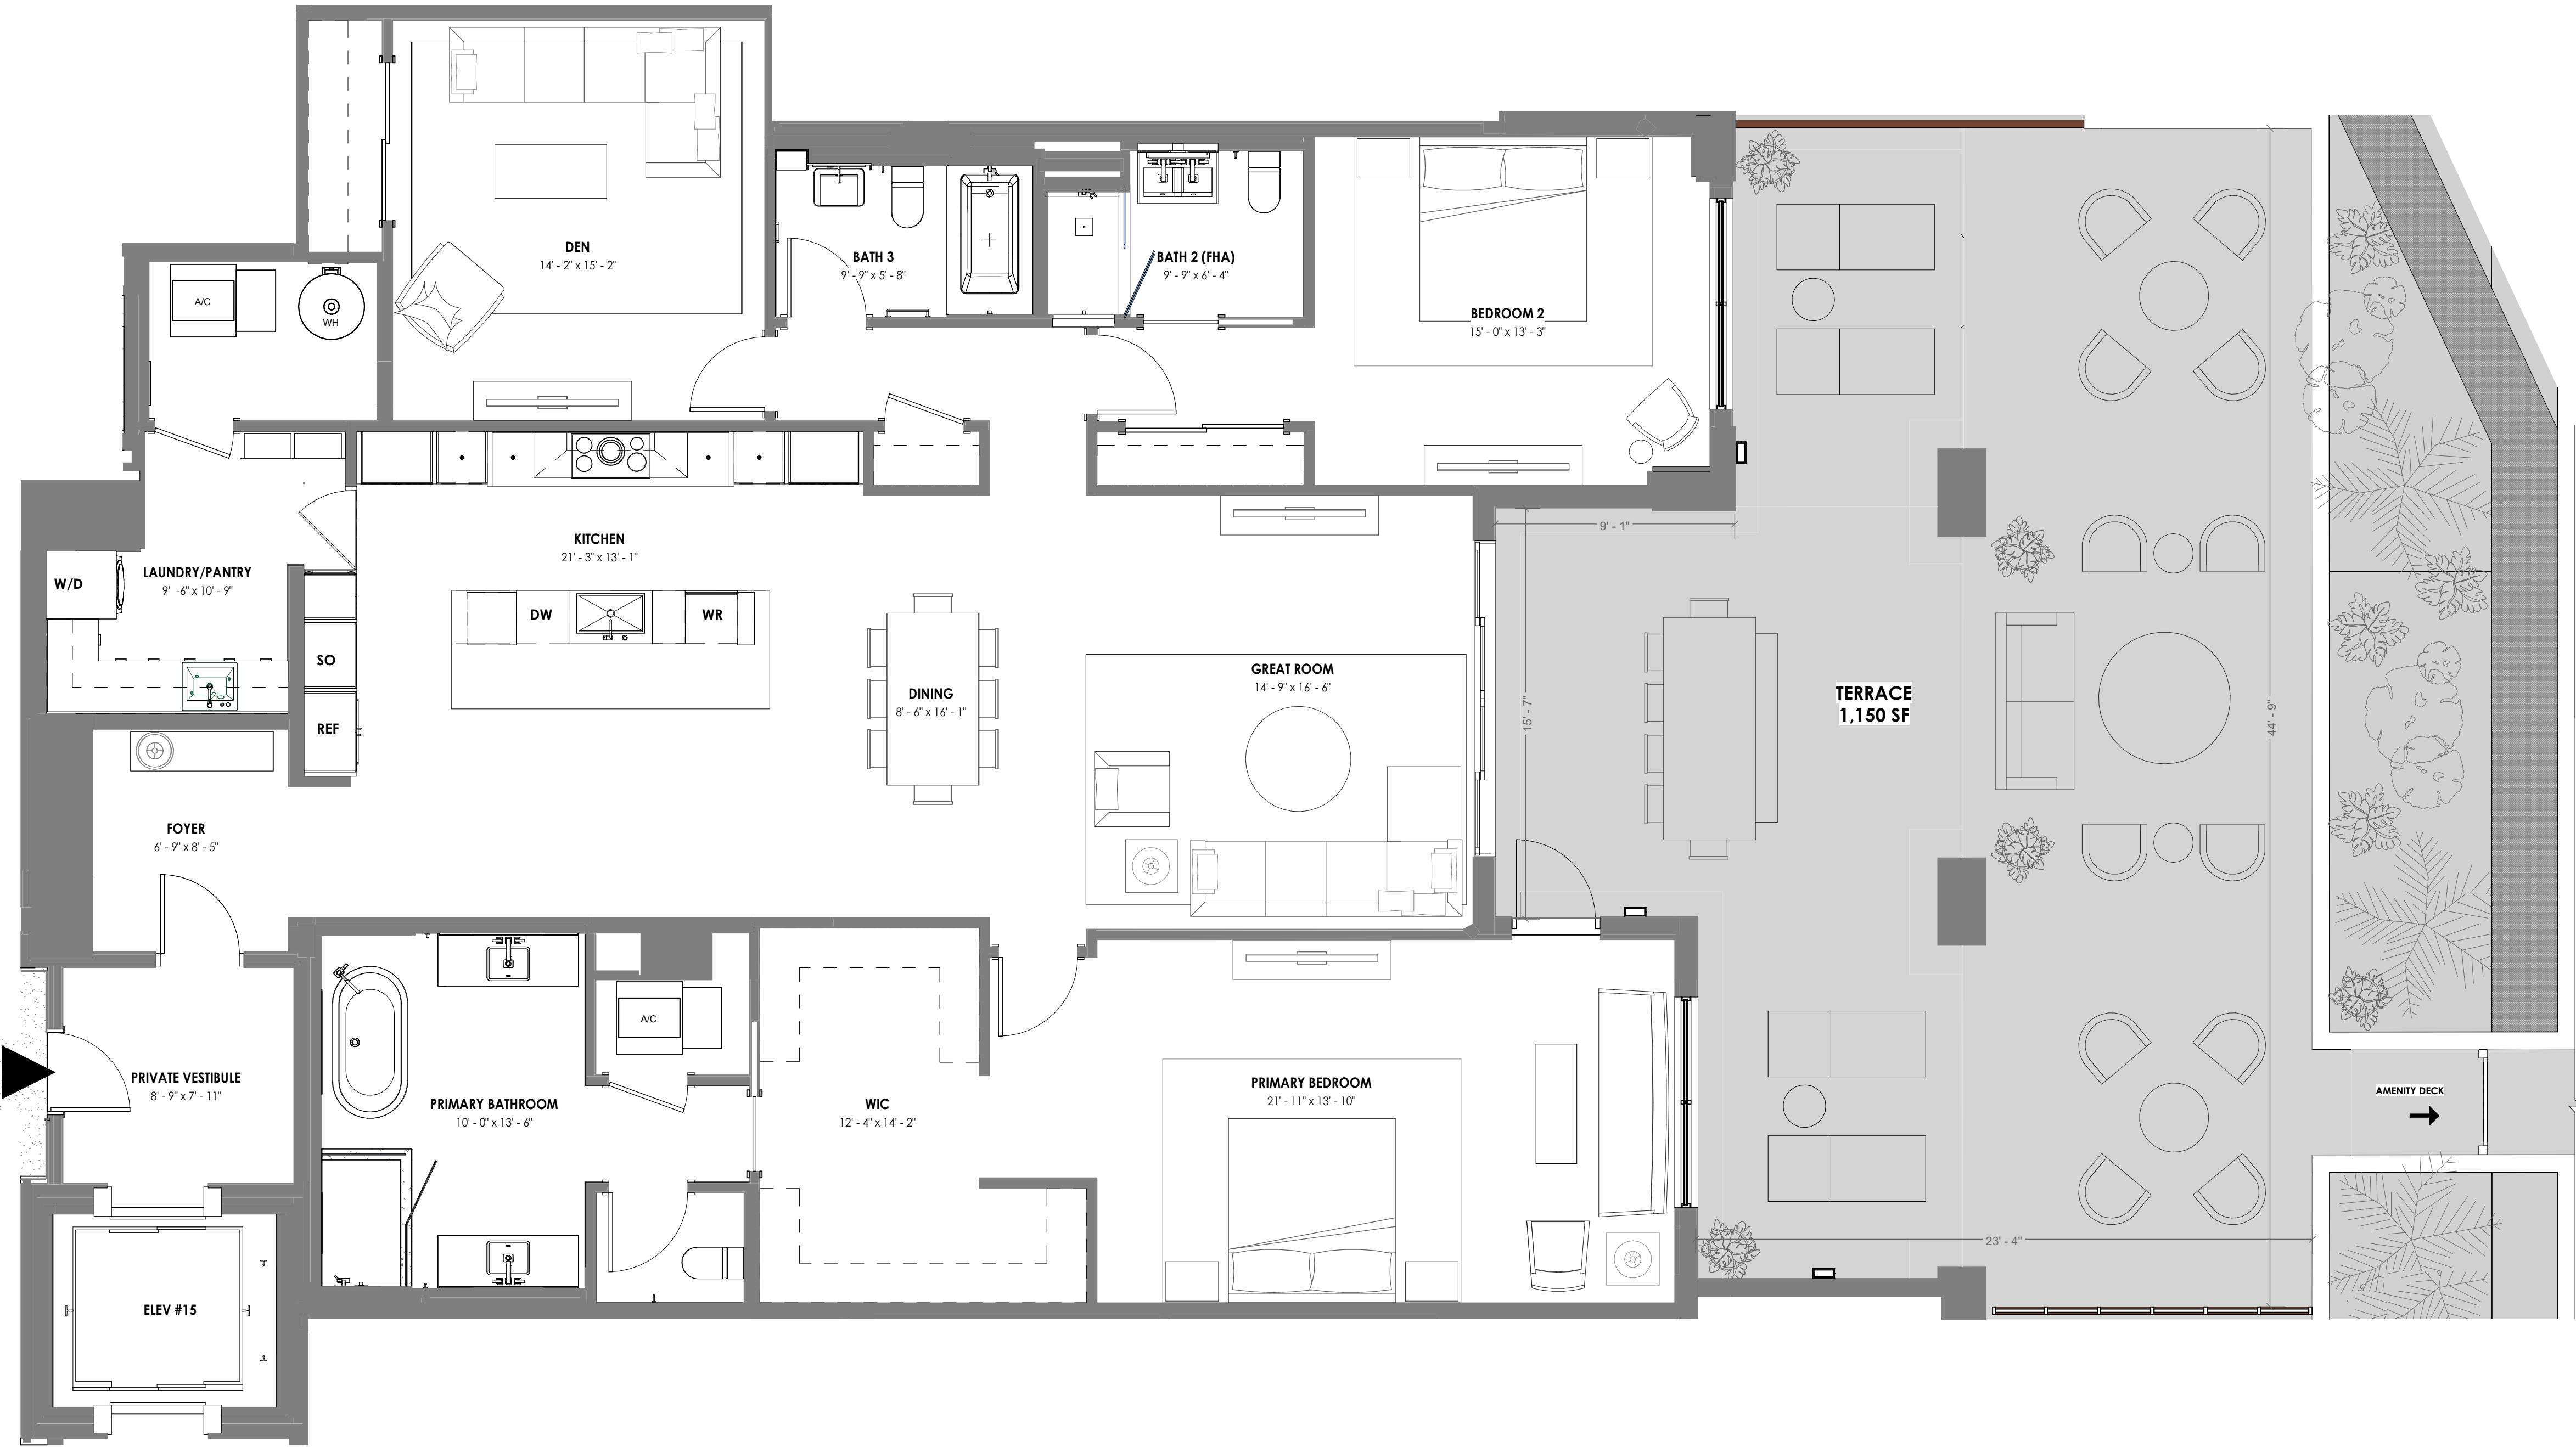 DEN
14' - 2" x 15' - 2"
BATH 3
9' - 9" x 5' - 8"
BATH 2 (FHA)
9' - 9" x 6' - 4"
A/C
WH
BEDROOM 2
15' - 0" x 13' - 3"
9' - 1"
KITCHEN
21' - 3" x 13' - 1"
LAUNDRY/PANTRY
9' -6" x 10' - 9"
W/D
DW
WR
SO
REF
GREAT ROOM
14' - 9" x 16' - 6"
DINING
8' - 6" x 16' - 1"
TERRACE
1,150 SF
15' - 7"
44' - 9"
FOYER
6' - 9" x 8' - 5"
A/C
PRIVATE VESTIBULE
8' - 9" x 7' - 11"
PRIMARY BATHROOM
10' - 0" x 13' - 6"
WIC
12' - 4" x 14' - 2"
PRIMARY BEDROOM
21' - 11" x 13' - 10"
AMENITY DECK
23' - 4"
ELEV #15